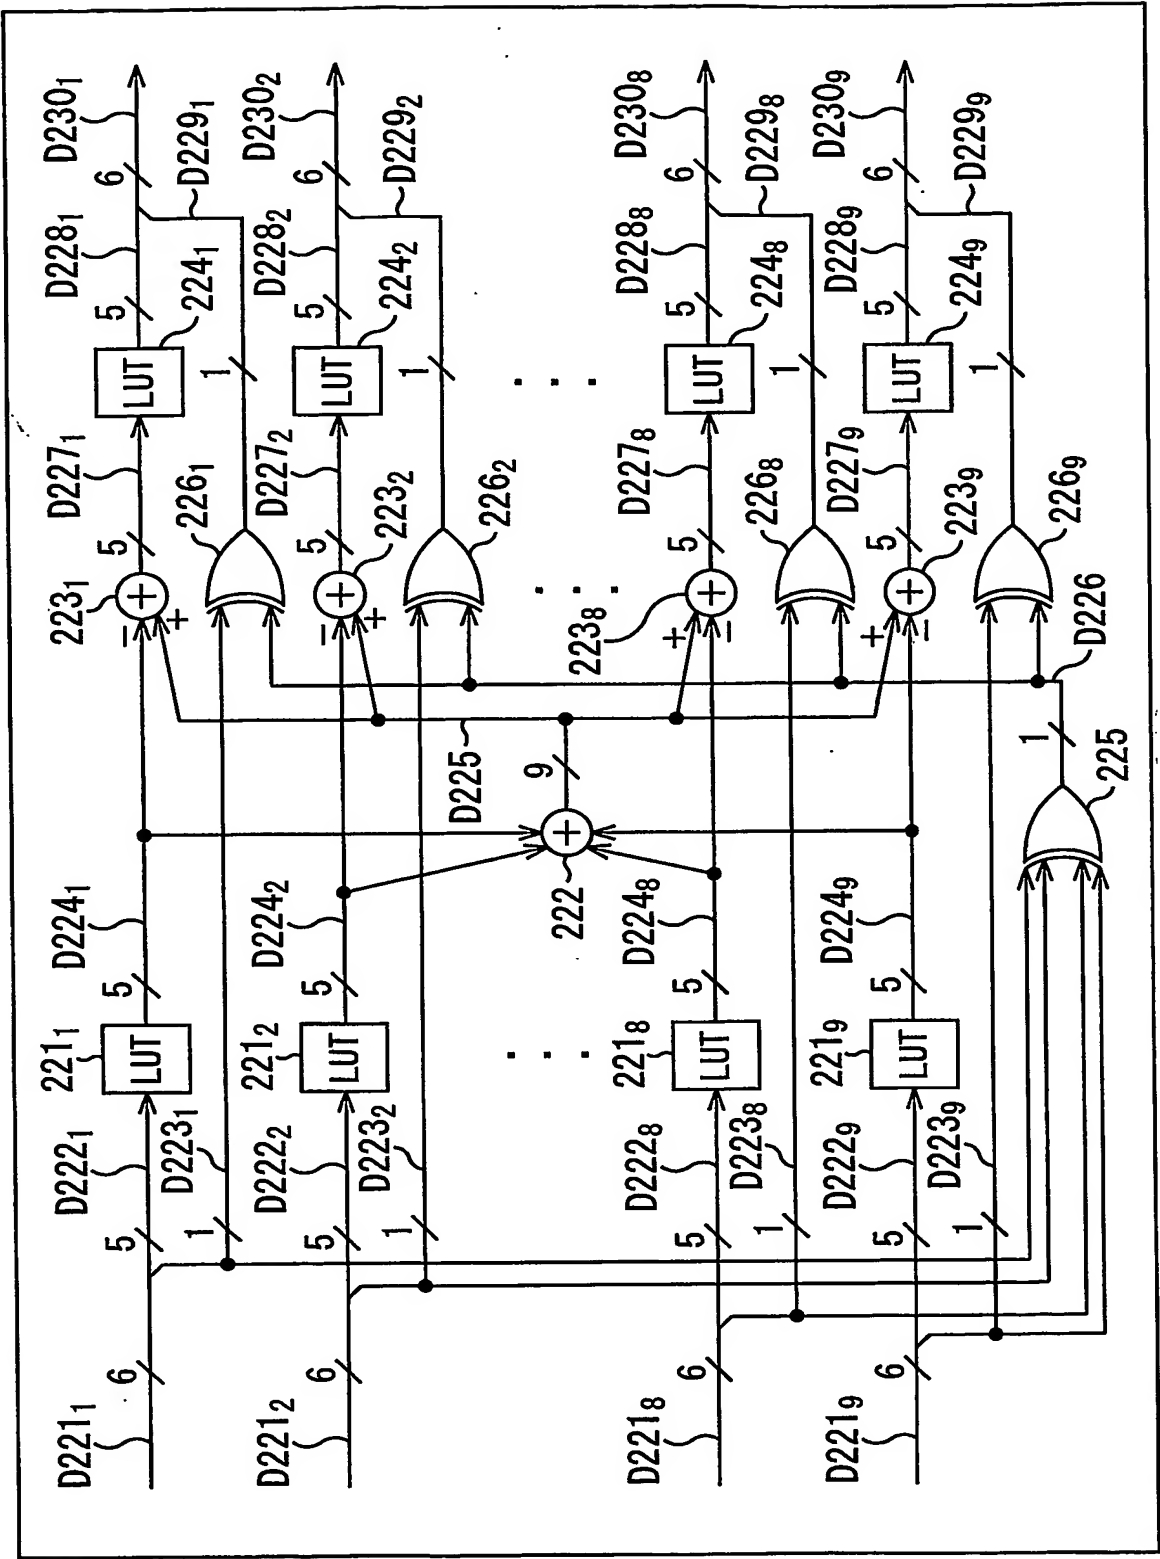 D221₁
6
5
D222₁
221₁
LUT
5
D224₁
223₁
−
+
5
D227₁
LUT
224₁
5
D228₁
6
D230₁
1
D223₁
226₁
1
D229₁
D221₂
6
5
D222₂
221₂
LUT
5
D224₂
−
+
223₂
5
D227₂
LUT
224₂
5
D228₂
6
D230₂
1
D223₂
226₂
1
D229₂
. . .
222
+
9
D225
. . .
. . .
D221₈
6
5
D222₈
221₈
LUT
5
D224₈
223₈
+
−
5
D227₈
LUT
224₈
5
D228₈
6
D230₈
1
D223₈
226₈
1
D229₈
D221₉
6
5
D222₉
221₉
LUT
5
D224₉
+
−
223₉
5
D227₉
LUT
224₉
5
D228₉
6
D230₉
1
D223₉
226₉
1
D229₉
225
1
D226